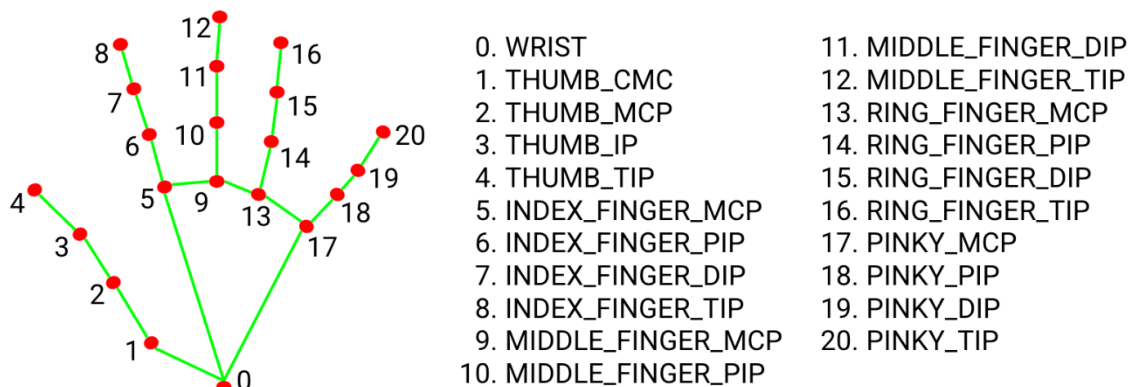 12
8
16
11
7
15
10
20
6
14
19
4
5
9
13
18
3
17
2
1
0
0. WRIST
1. THUMB_CMC
2. THUMB_MCP
3. THUMB_IP
4. THUMB_TIP
5. INDEX_FINGER_MCP
6. INDEX_FINGER_PIP
7. INDEX_FINGER_DIP
8. INDEX_FINGER_TIP
9. MIDDLE_FINGER_MCP
10. MIDDLE_FINGER_PIP
11. MIDDLE_FINGER_DIP
12. MIDDLE_FINGER_TIP
13. RING_FINGER_MCP
14. RING_FINGER_PIP
15. RING_FINGER_DIP
16. RING_FINGER_TIP
17. PINKY_MCP
18. PINKY_PIP
19. PINKY_DIP
20. PINKY_TIP